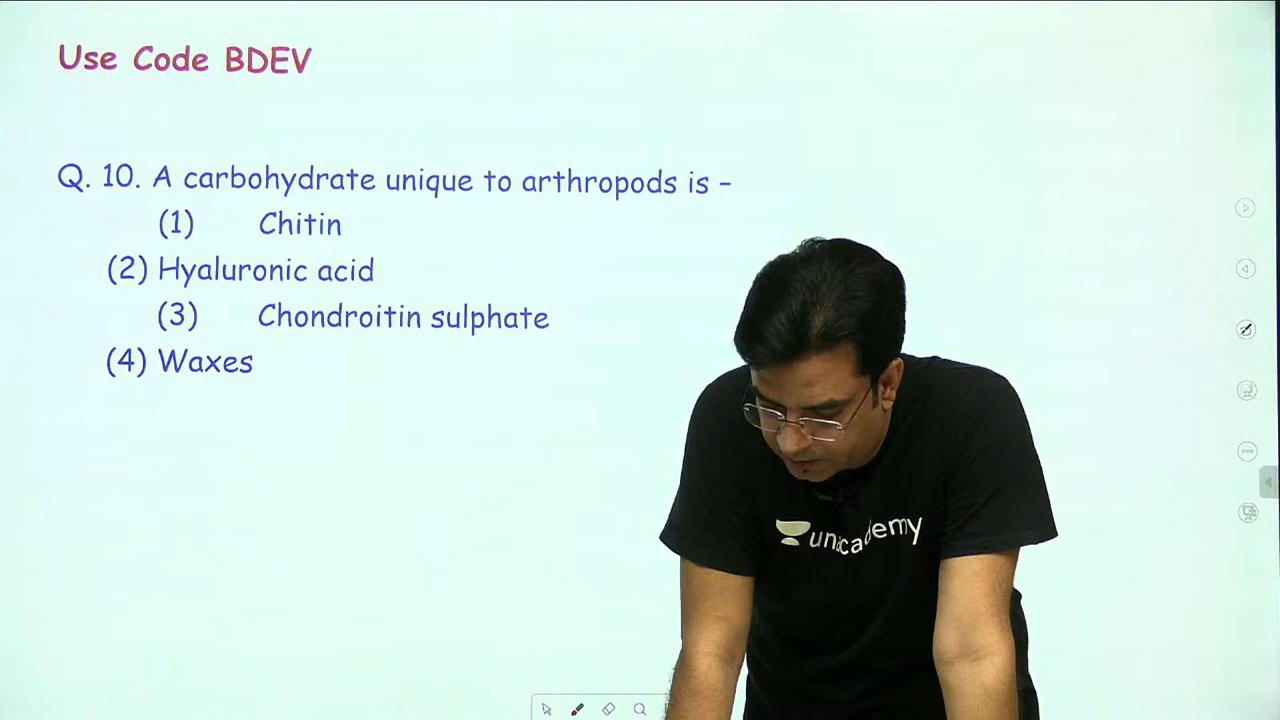 Use Code BDEV
Q. 10. A carbohydrate unique to arthropods is –
(1) Chitin
(2) Hyaluronic acid
(3) Chondroitin sulphate
(4) Waxes
unacademy